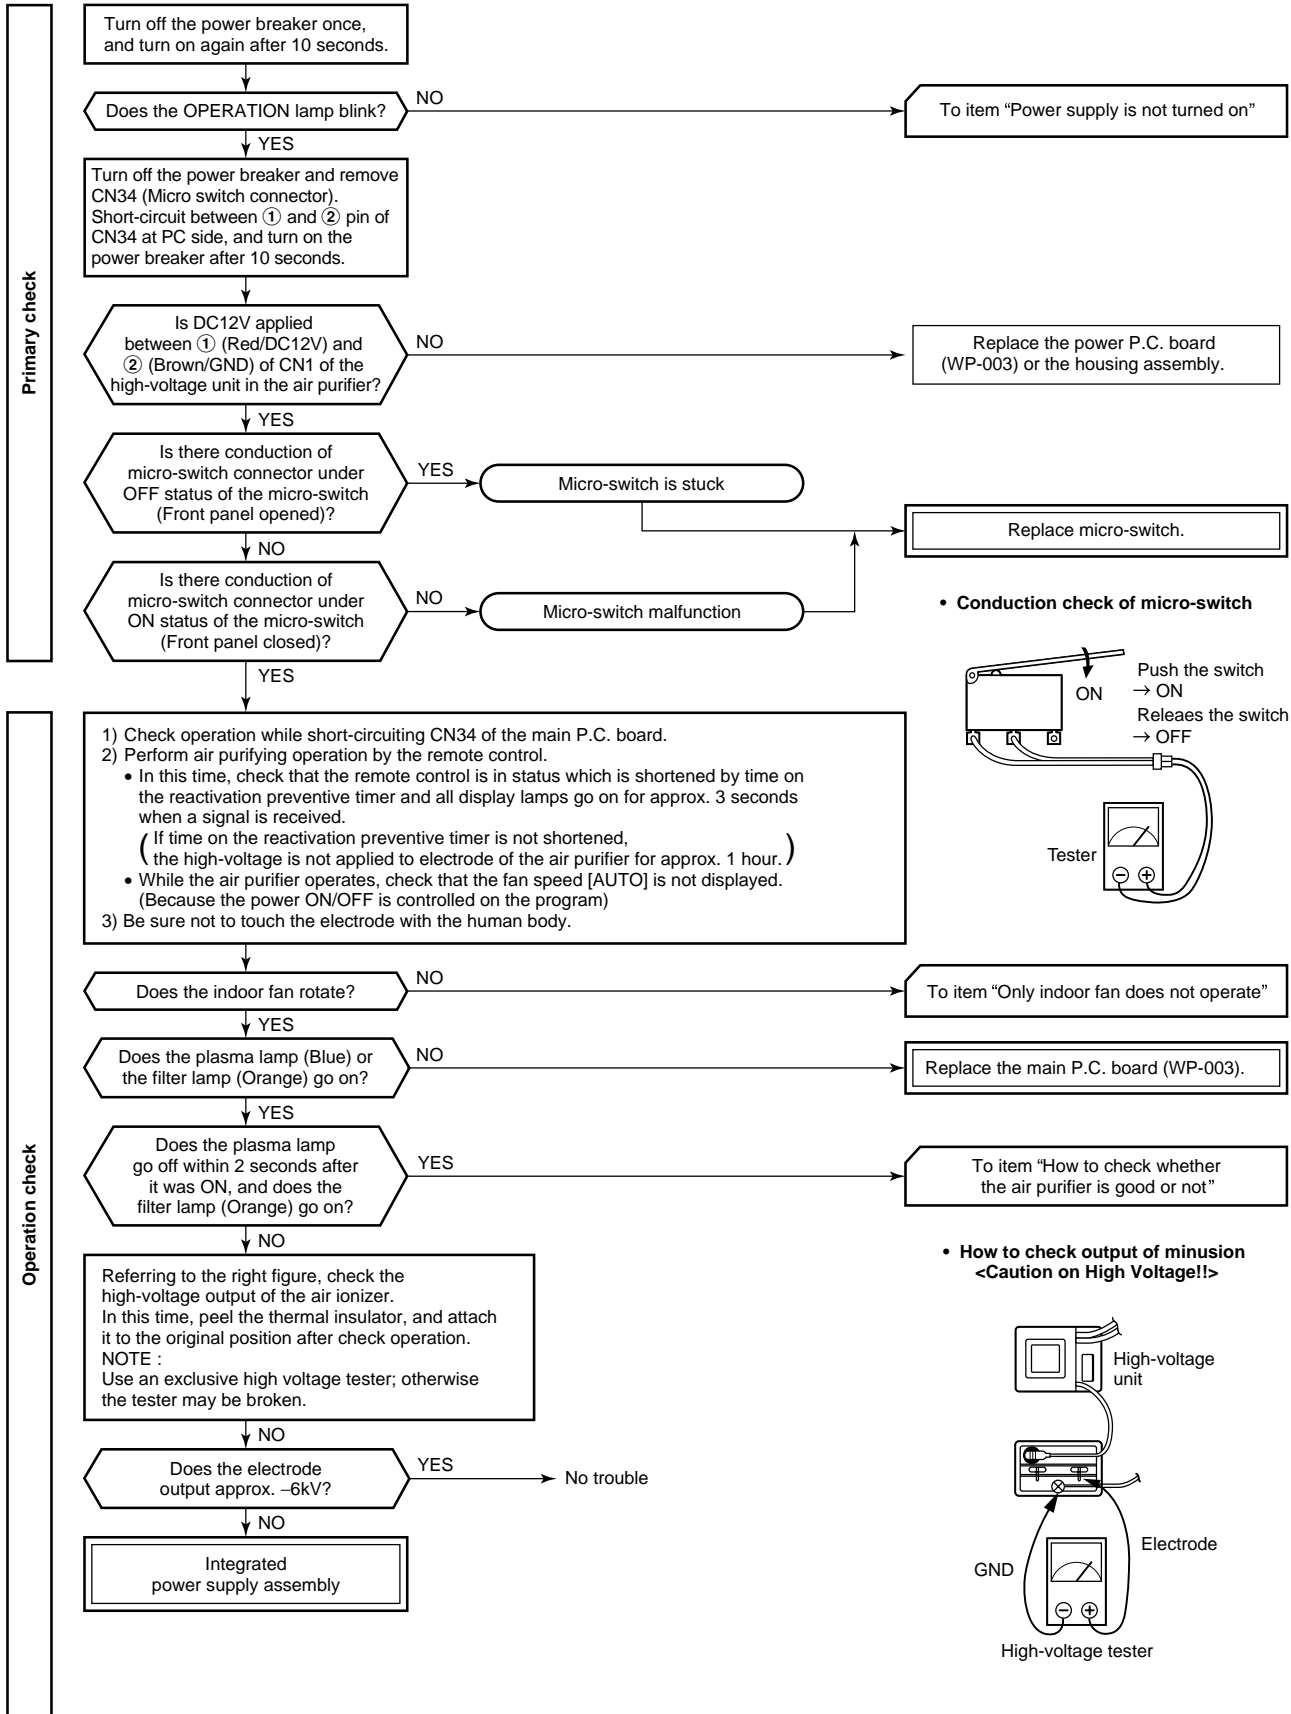 Primary check
Turn off the power breaker once,
and turn on again after 10 seconds.
Does the OPERATION lamp blink?
NO
To item “Power supply is not turned on”
YES
Turn off the power breaker and remove
CN34 (Micro switch connector).
Short-circuit between ① and ② pin of
CN34 at PC side, and turn on the
power breaker after 10 seconds.
Is DC12V applied
between ① (Red/DC12V) and
② (Brown/GND) of CN1 of the
high-voltage unit in the air purifier?
NO
Replace the power P.C. board
(WP-003) or the housing assembly.
YES
Is there conduction of
micro-switch connector under
OFF status of the micro-switch
(Front panel opened)?
YES
Micro-switch is stuck
Replace micro-switch.
NO
Is there conduction of
micro-switch connector under
ON status of the micro-switch
(Front panel closed)?
NO
Micro-switch malfunction
YES
• Conduction check of micro-switch
ON
Push the switch
→ ON
Releaes the switch
→ OFF
Tester
− +
Operation check
1) Check operation while short-circuiting CN34 of the main P.C. board.
2) Perform air purifying operation by the remote control.
• In this time, check that the remote control is in status which is shortened by time on
the reactivation preventive timer and all display lamps go on for approx. 3 seconds
when a signal is received.
( If time on the reactivation preventive timer is not shortened,
the high-voltage is not applied to electrode of the air purifier for approx. 1 hour. )
• While the air purifier operates, check that the fan speed [AUTO] is not displayed.
(Because the power ON/OFF is controlled on the program)
3) Be sure not to touch the electrode with the human body.
Does the indoor fan rotate?
NO
To item “Only indoor fan does not operate”
YES
Does the plasma lamp (Blue) or
the filter lamp (Orange) go on?
NO
Replace the main P.C. board (WP-003).
YES
Does the plasma lamp
go off within 2 seconds after
it was ON, and does the
filter lamp (Orange) go on?
YES
To item “How to check whether
the air purifier is good or not”
NO
Referring to the right figure, check the
high-voltage output of the air ionizer.
In this time, peel the thermal insulator, and attach
it to the original position after check operation.
NOTE :
Use an exclusive high voltage tester; otherwise
the tester may be broken.
NO
Does the electrode
output approx. −6kV?
YES
No trouble
NO
Integrated
power supply assembly
• How to check output of minusion
<Caution on High Voltage!!>
High-voltage
unit
Electrode
GND
− +
High-voltage tester